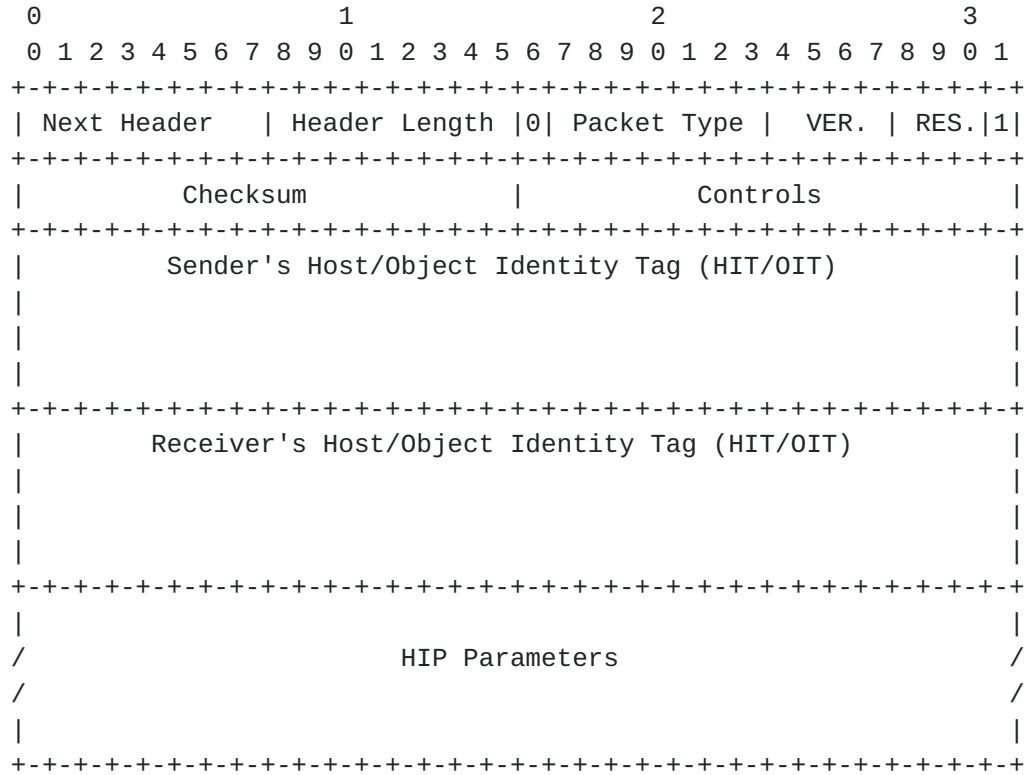 0                   1                   2                   3
 0 1 2 3 4 5 6 7 8 9 0 1 2 3 4 5 6 7 8 9 0 1 2 3 4 5 6 7 8 9 0 1
+-+-+-+-+-+-+-+-+-+-+-+-+-+-+-+-+-+-+-+-+-+-+-+-+-+-+-+-+-+-+-+-+
| Next Header   | Header Length |0| Packet Type |  VER. | RES.|1|
+-+-+-+-+-+-+-+-+-+-+-+-+-+-+-+-+-+-+-+-+-+-+-+-+-+-+-+-+-+-+-+-+
|          Checksum             |           Controls            |
+-+-+-+-+-+-+-+-+-+-+-+-+-+-+-+-+-+-+-+-+-+-+-+-+-+-+-+-+-+-+-+-+
|         Sender's Host/Object Identity Tag (HIT/OIT)           |
|                                                               |
|                                                               |
|                                                               |
+-+-+-+-+-+-+-+-+-+-+-+-+-+-+-+-+-+-+-+-+-+-+-+-+-+-+-+-+-+-+-+-+
|        Receiver's Host/Object Identity Tag (HIT/OIT)          |
|                                                               |
|                                                               |
|                                                               |
+-+-+-+-+-+-+-+-+-+-+-+-+-+-+-+-+-+-+-+-+-+-+-+-+-+-+-+-+-+-+-+-+
|                                                               |
/                        HIP Parameters                         /
/                                                               /
|                                                               |
+-+-+-+-+-+-+-+-+-+-+-+-+-+-+-+-+-+-+-+-+-+-+-+-+-+-+-+-+-+-+-+-+